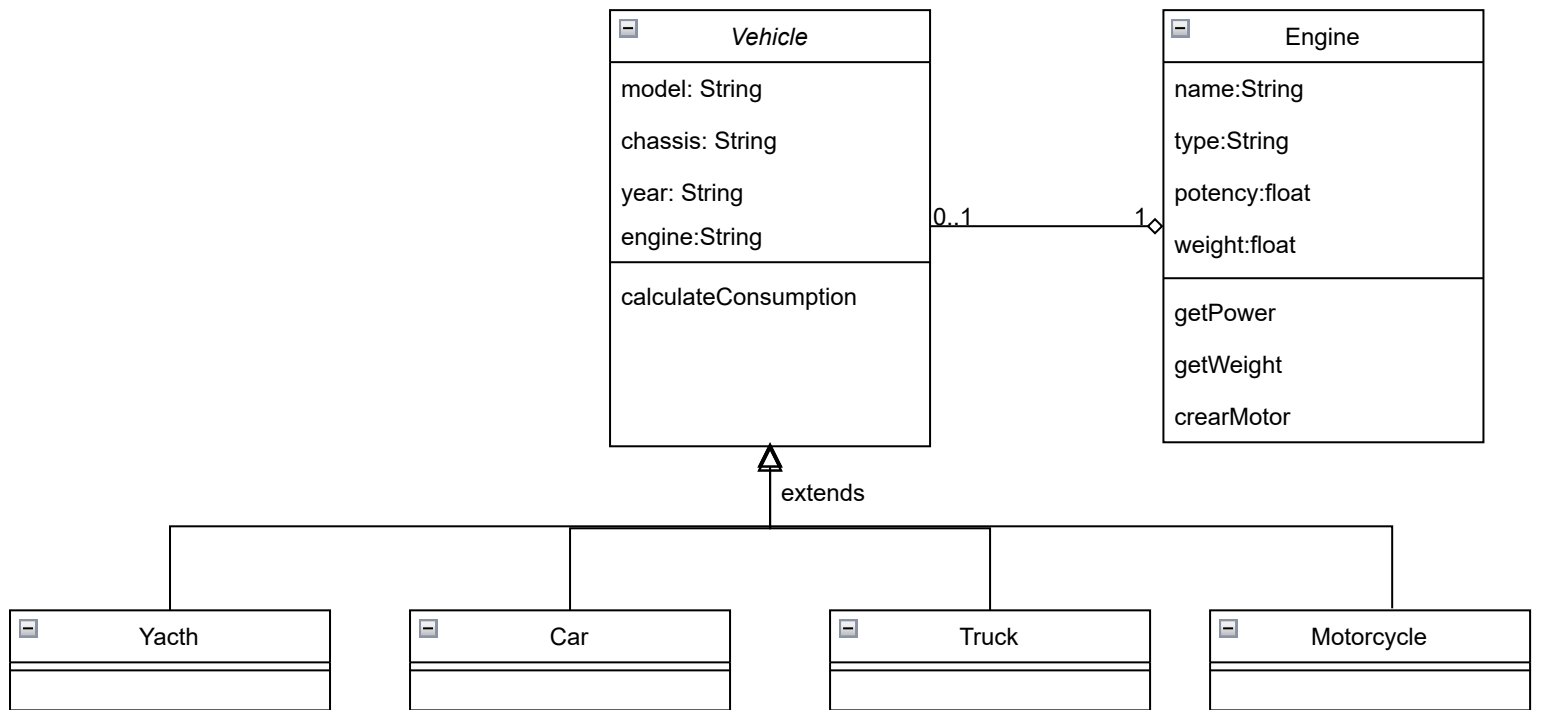 Vehicle
model: String
chassis: String
year: String
engine:String
calculateConsumption
0..1
1
Engine
name:String
type:String
potency:float
weight:float
getPower
getWeight
crearMotor
extends
Yacth
Car
Truck
Motorcycle